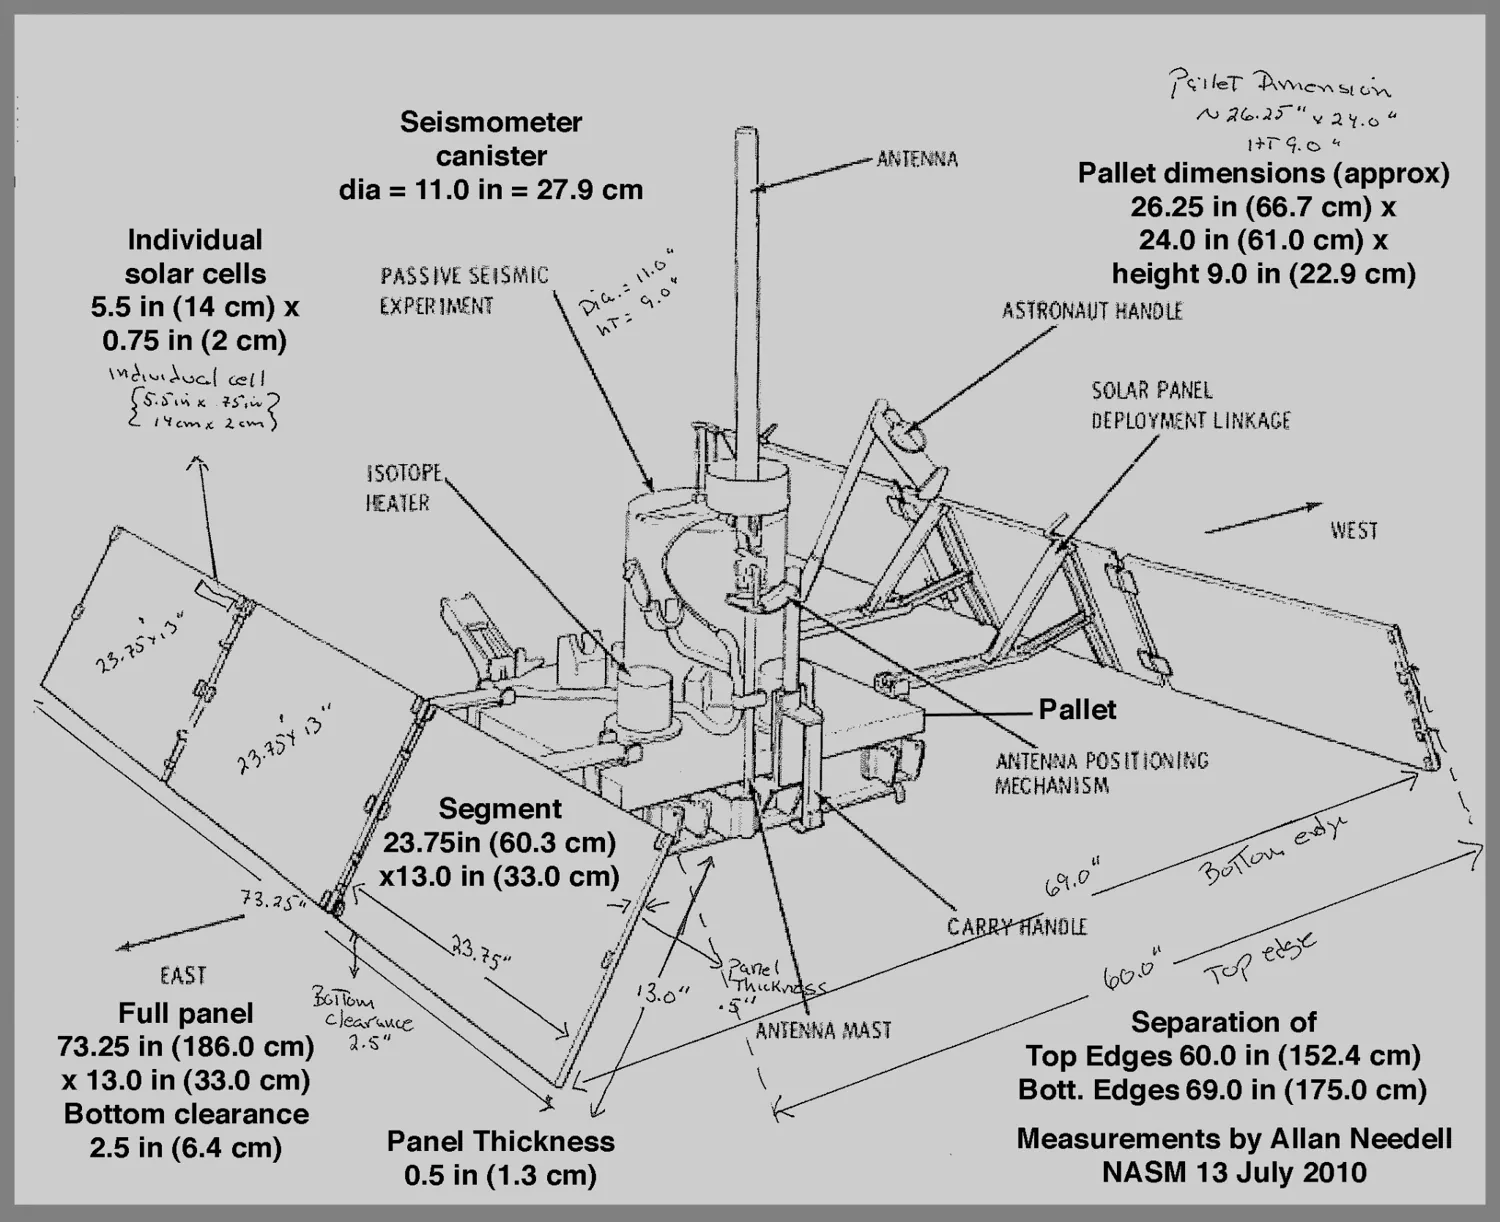 Pallet Dimension
~ 26.25" x 24.0"
HT 9.0"
Seismometer
canister
dia = 11.0 in = 27.9 cm
ANTENNA
Pallet dimensions (approx)
26.25 in (66.7 cm) x
24.0 in (61.0 cm) x
height 9.0 in (22.9 cm)
Individual
solar cells
5.5 in (14 cm) x
0.75 in (2 cm)
Individual cell
{5.5in x .75in}
14cm x 2cm
PASSIVE SEISMIC
EXPERIMENT
Dia. = 11.0"
hT = 9.0"
ASTRONAUT HANDLE
SOLAR PANEL
DEPLOYMENT LINKAGE
ISOTOPE
HEATER
WEST
23.75" x 13"
23.75" x 13"
Pallet
ANTENNA POSITIONING
MECHANISM
Segment
23.75in (60.3 cm)
x13.0 in (33.0 cm)
73.25"
23.75"
69.0"
Bottom edge
CARRY HANDLE
EAST
Panel
Thickness
.5"
13.0"
60.0"
Top edge
Bottom
clearance
2.5"
ANTENNA MAST
Full panel
73.25 in (186.0 cm)
x 13.0 in (33.0 cm)
Bottom clearance
2.5 in (6.4 cm)
Panel Thickness
0.5 in (1.3 cm)
Separation of
Top Edges 60.0 in (152.4 cm)
Bott. Edges 69.0 in (175.0 cm)
Measurements by Allan Needell
NASM 13 July 2010